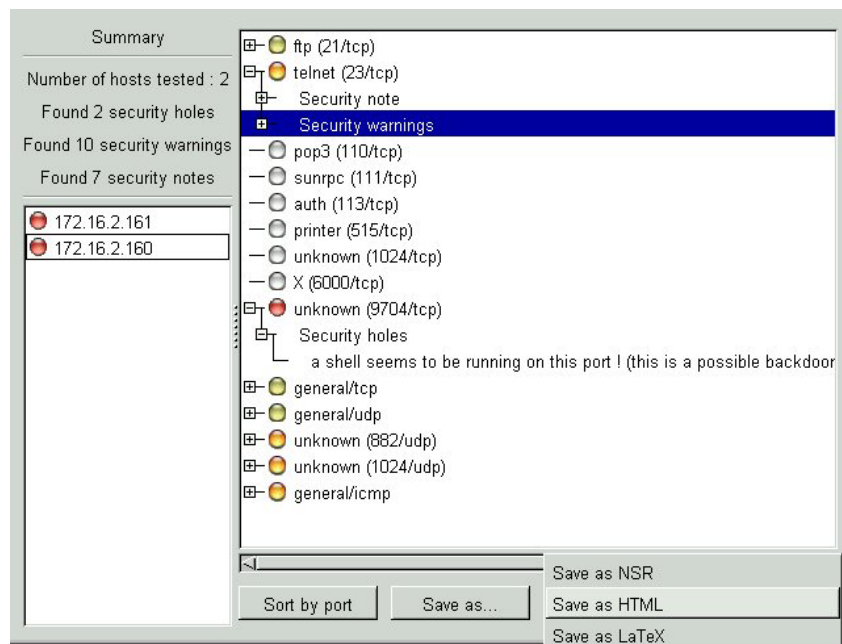 Summary
Number of hosts tested : 2
Found 2 security holes
Found 10 security warnings
Found 7 security notes
172.16.2.161
172.16.2.160
ftp (21/tcp)
telnet (23/tcp)
Security note
Security warnings
pop3 (110/tcp)
sunrpc (111/tcp)
auth (113/tcp)
printer (515/tcp)
unknown (1024/tcp)
X (6000/tcp)
unknown (9704/tcp)
Security holes
a shell seems to be running on this port ! (this is a possible backdoor
general/tcp
general/udp
unknown (882/udp)
unknown (1024/udp)
general/icmp
Sort by port
Save as...
Save as NSR
Save as HTML
Save as LaTeX